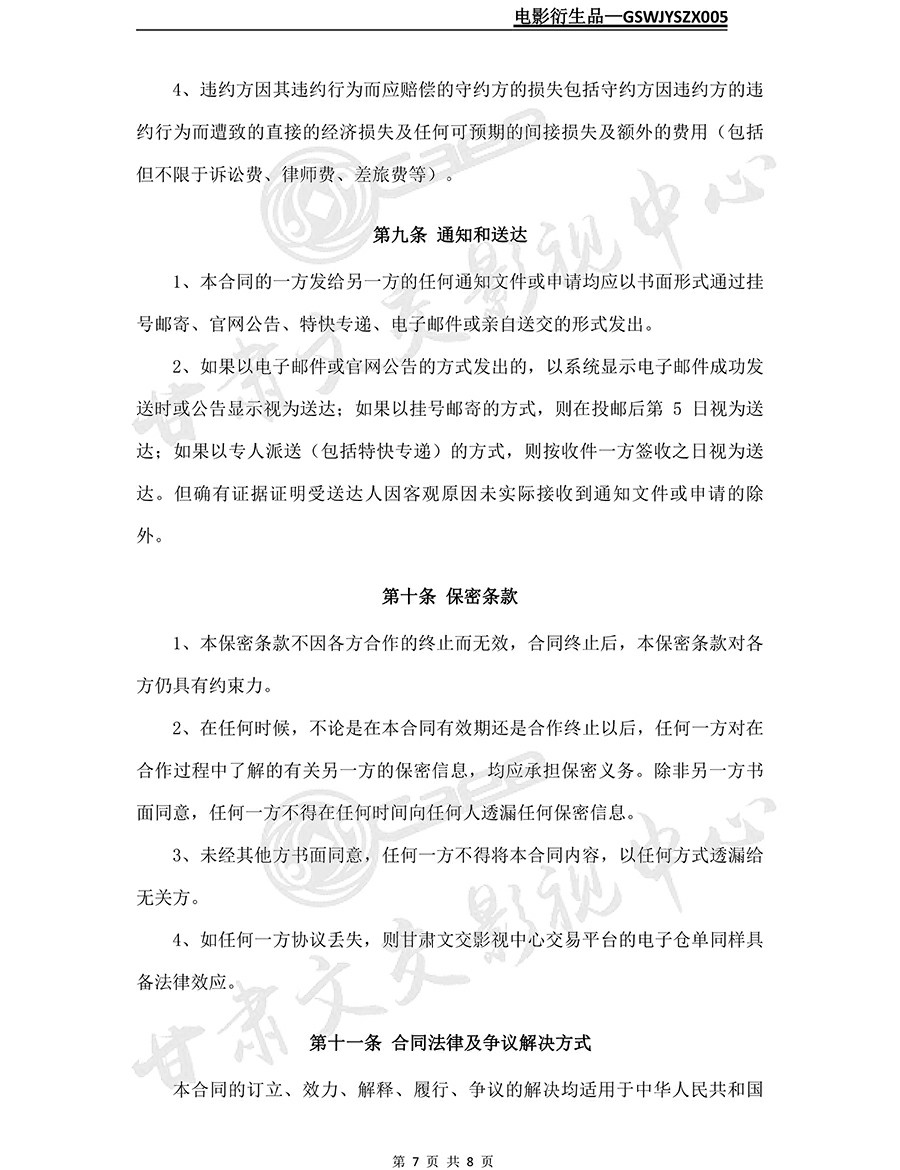 电影衍生品—GSWJYSZX005
4、违约方因其违约行为而应赔偿的守约方的损失包括守约方因违约方的违
约行为而遭致的直接的经济损失及任何可预期的间接损失及额外的费用（包括
但不限于诉讼费、律师费、差旅费等）。
第九条 通知和送达
1、本合同的一方发给另一方的任何通知文件或申请均应以书面形式通过挂
号邮寄、官网公告、特快专递、电子邮件或亲自送交的形式发出。
2、如果以电子邮件或官网公告的方式发出的，以系统显示电子邮件成功发
送时或公告显示视为送达；如果以挂号邮寄的方式，则在投邮后第 5 日视为送
达；如果以专人派送（包括特快专递）的方式，则按收件一方签收之日视为送
达。但确有证据证明受送达人因客观原因未实际接收到通知文件或申请的除
外。
第十条 保密条款
1、本保密条款不因各方合作的终止而无效，合同终止后，本保密条款对各
方仍具有约束力。
2、在任何时候，不论是在本合同有效期还是合作终止以后，任何一方对在
合作过程中了解的有关另一方的保密信息，均应承担保密义务。除非另一方书
面同意，任何一方不得在任何时间向任何人透漏任何保密信息。
3、未经其他方书面同意，任何一方不得将本合同内容，以任何方式透漏给
无关方。
4、如任何一方协议丢失，则甘肃文交影视中心交易平台的电子仓单同样具
备法律效应。
第十一条 合同法律及争议解决方式
本合同的订立、效力、解释、履行、争议的解决均适用于中华人民共和国
第 7 页 共 8 页
甘肃文交影视中心
甘肃文交影视中心